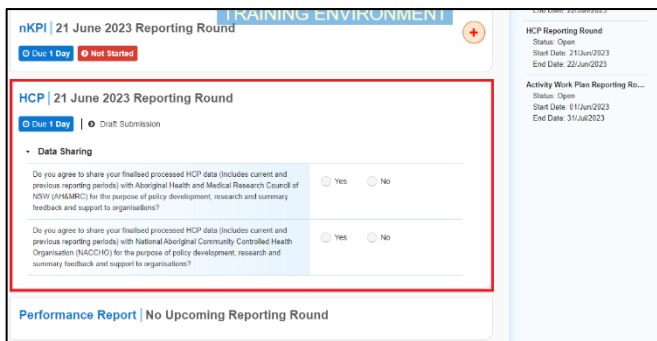 TRAINING ENVIRONMENT
nKPI | 21 June 2023 Reporting Round
Due 1 Day Not Started
HCP | 21 June 2023 Reporting Round
Due 1 Day | Draft Submission
Data Sharing
Do you agree to share your finalised processed HCP data (includes current and
previous reporting periods) with Aboriginal Health and Medical Research Council of
NSW (AH&MRC) for the purpose of policy development, research and summary
feedback and support to organisations?
Yes No
Do you agree to share your finalised processed HCP data (includes current and
previous reporting periods) with National Aboriginal Community Controlled Health
Organisation (NACCHO) for the purpose of policy development, research and
summary feedback and support to organisations?
Yes No
Performance Report | No Upcoming Reporting Round
End Date: 22/Jun/2023
HCP Reporting Round
Status: Open
Start Date: 21/Jun/2023
End Date: 22/Jun/2023
Activity Work Plan Reporting Ro...
Status: Open
Start Date: 01/Jun/2023
End Date: 31/Jul/2023